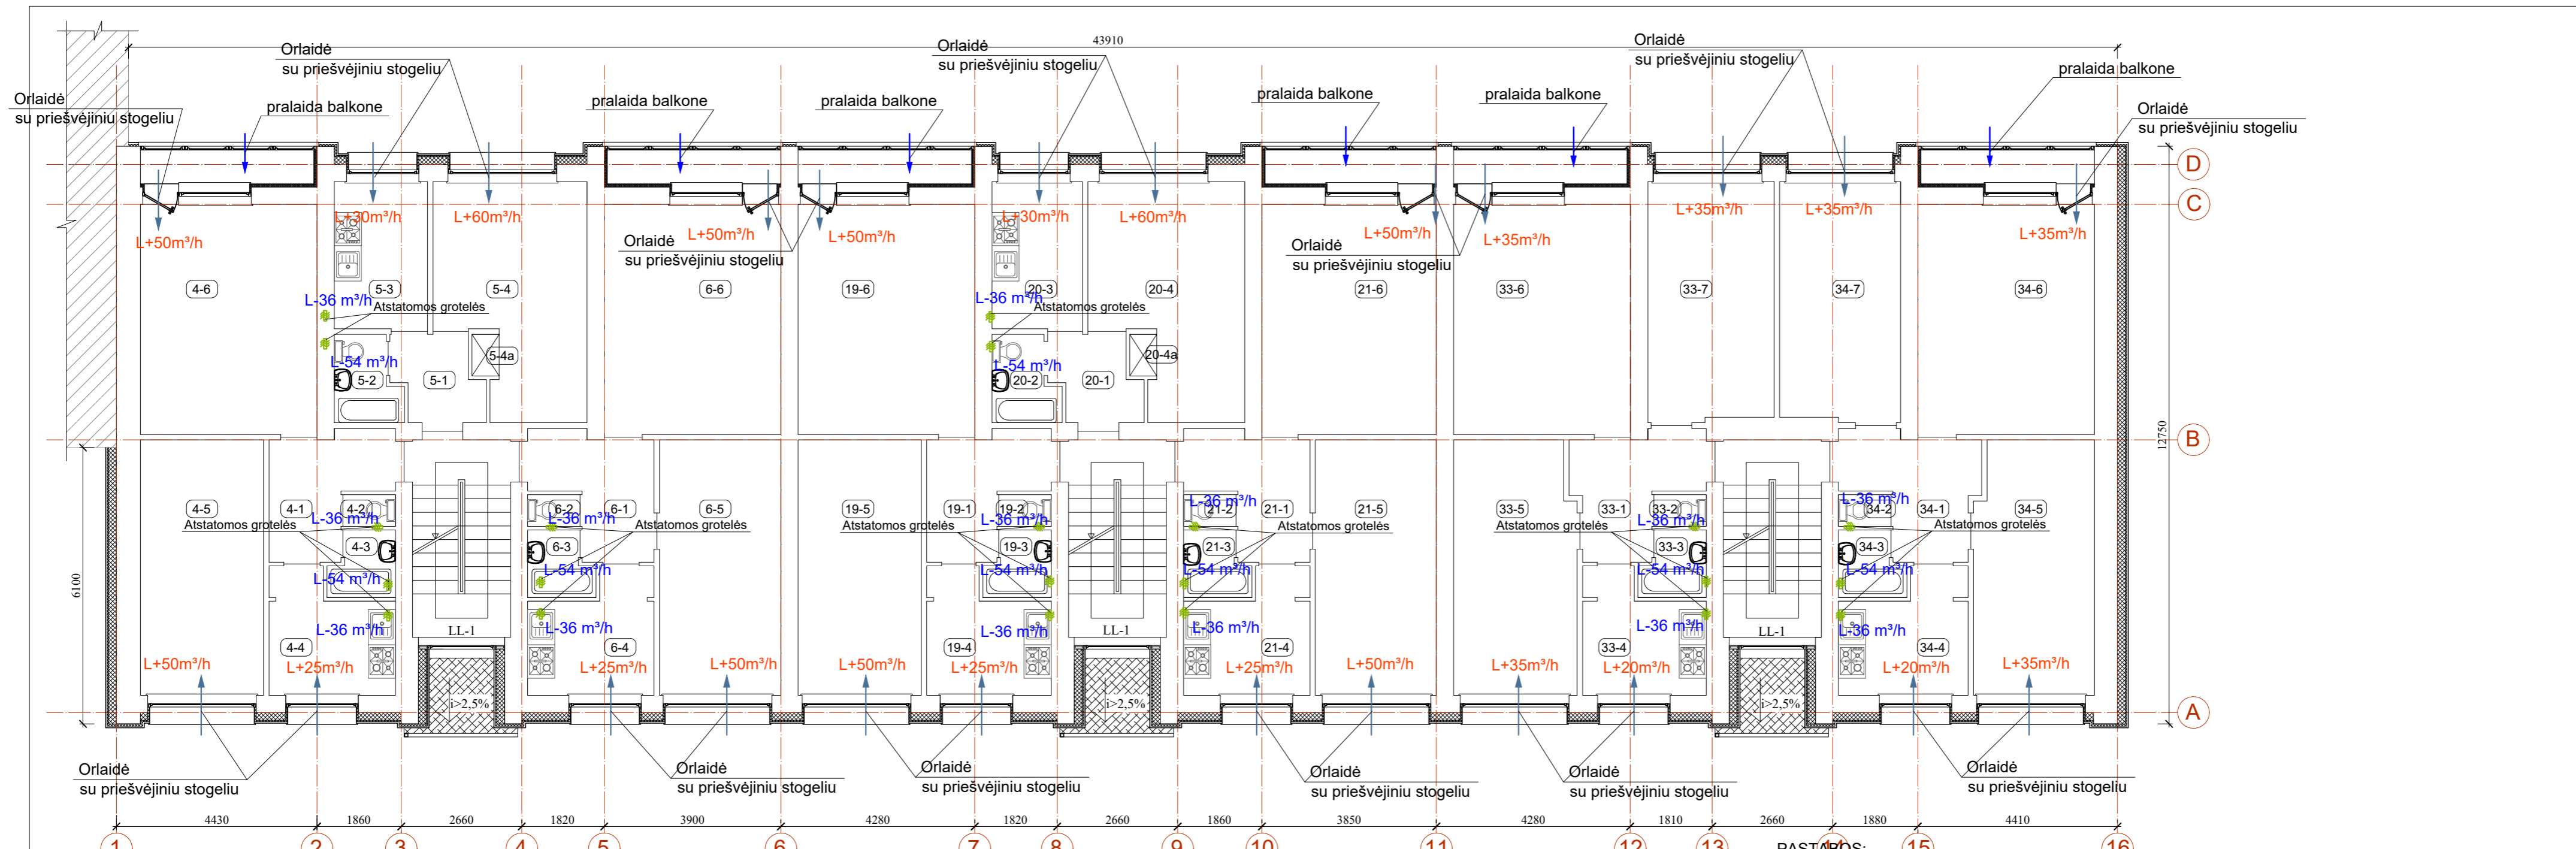 43910
Orlaidė
su priešvėjiniu stogeliu
Orlaidė
su priešvėjiniu stogeliu
Orlaidė
su priešvėjiniu stogeliu
pralaida balkone
Orlaidė
su priešvėjiniu stogeliu
pralaida balkone
pralaida balkone
pralaida balkone
pralaida balkone
pralaida balkone
Orlaidė
su priešvėjiniu stogeliu
D
C
L+50m³/h
L+30m³/h
L+60m³/h
L+50m³/h
L+50m³/h
L+30m³/h
L+60m³/h
L+50m³/h
L+35m³/h
L+35m³/h
L+35m³/h
L+35m³/h
Orlaidė
su priešvėjiniu stogeliu
Orlaidė
su priešvėjiniu stogeliu
4-6
5-3
5-4
6-6
19-6
20-3
20-4
21-6
33-6
33-7
34-7
34-6
L-36 m³/h
Atstatomos grotelės
L-36 m³/h
Atstatomos grotelės
L-54 m³/h
5-4a
L-54 m³/h
20-4a
5-2
5-1
20-2
20-1
B
12750
6100
4-5
4-1
4-2
6-2
6-1
6-5
19-5
19-1
19-2
21-2
21-1
21-5
33-5
33-1
33-2
34-2
34-1
34-5
Atstatomos grotelės
L-36 m³/h
L-36 m³/h
Atstatomos grotelės
Atstatomos grotelės
L-36 m³/h
L-36 m³/h
Atstatomos grotelės
Atstatomos grotelės
L-36 m³/h
L-36 m³/h
Atstatomos grotelės
4-3
6-3
19-3
21-3
33-3
34-3
L-54 m³/h
L-54 m³/h
L-54 m³/h
L-54 m³/h
L-54 m³/h
L-54 m³/h
L-36 m³/h
LL-1
L-36 m³/h
L-36 m³/h
LL-1
L-36 m³/h
L-36 m³/h
LL-1
L-36 m³/h
4-4
6-4
19-4
21-4
33-4
34-4
L+50m³/h
L+25m³/h
L+25m³/h
L+50m³/h
L+50m³/h
L+25m³/h
L+25m³/h
L+50m³/h
L+35m³/h
L+20m³/h
L+20m³/h
L+35m³/h
i>2,5%
i>2,5%
i>2,5%
A
Orlaidė
su priešvėjiniu stogeliu
Orlaidė
su priešvėjiniu stogeliu
Orlaidė
su priešvėjiniu stogeliu
Orlaidė
su priešvėjiniu stogeliu
Orlaidė
su priešvėjiniu stogeliu
Orlaidė
su priešvėjiniu stogeliu
4430 1860 2660 1820 3900 4280 1820 2660 1860 3850 4280 1810 2660 1880 4410
1 2 3 4 5 6 7 8 9 10 11 12 13 14 15 16
PASTABOS: